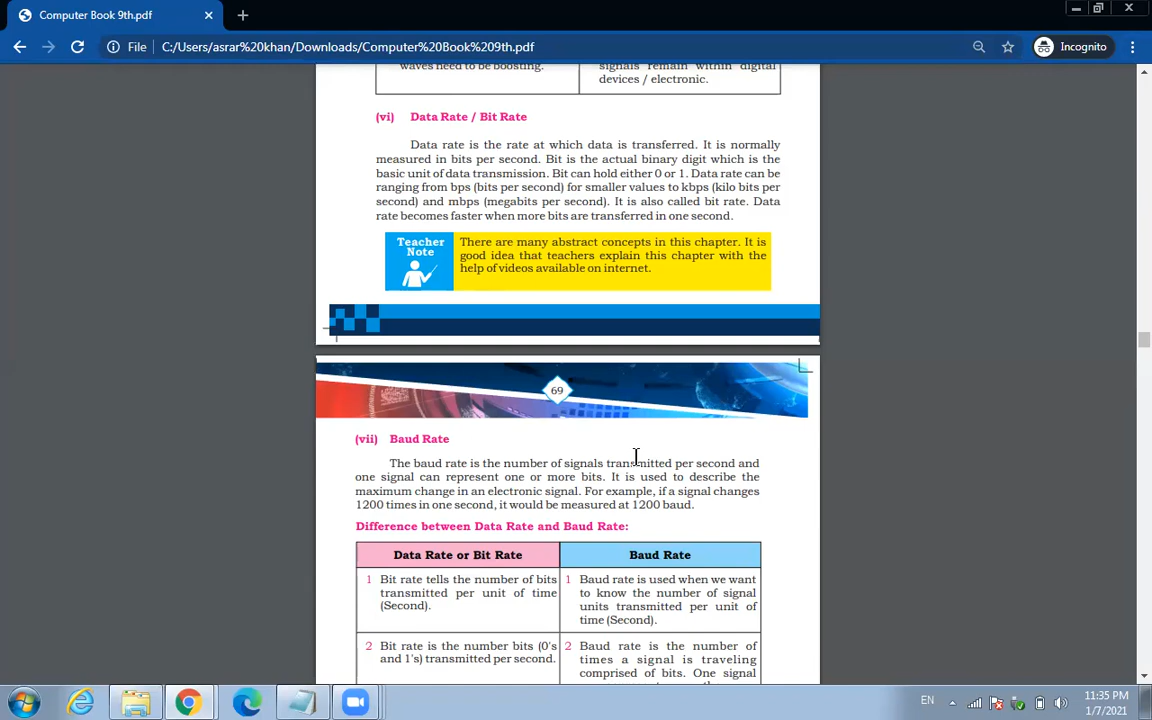 Computer Book 9th.pdf
File
C:/Users/asrar%20khan/Downloads/Computer%20Book%209th.pdf
Incognito
waves need to be boosting.
signals remain within digital
devices / electronic.
(vi) Data Rate / Bit Rate
Data rate is the rate at which data is transferred. It is normally
measured in bits per second. Bit is the actual binary digit which is the
basic unit of data transmission. Bit can hold either 0 or 1. Data rate can be
ranging from bps (bits per second) for smaller values to kbps (kilo bits per
second) and mbps (megabits per second). It is also called bit rate. Data
rate becomes faster when more bits are transferred in one second.
Teacher
Note
There are many abstract concepts in this chapter. It is
good idea that teachers explain this chapter with the
help of videos available on internet.
69
(vii) Baud Rate
The baud rate is the number of signals transmitted per second and
one signal can represent one or more bits. It is used to describe the
maximum change in an electronic signal. For example, if a signal changes
1200 times in one second, it would be measured at 1200 baud.
Difference between Data Rate and Baud Rate:
Data Rate or Bit Rate
Baud Rate
1 Bit rate tells the number of bits
transmitted per unit of time
(Second).
1 Baud rate is used when we want
to know the number of signal
units transmitted per unit of
time (Second).
2 Bit rate is the number bits (0's
and 1's) transmitted per second.
2 Baud rate is the number of
times a signal is traveling
comprised of bits. One signal
EN
11:35 PM
1/7/2021